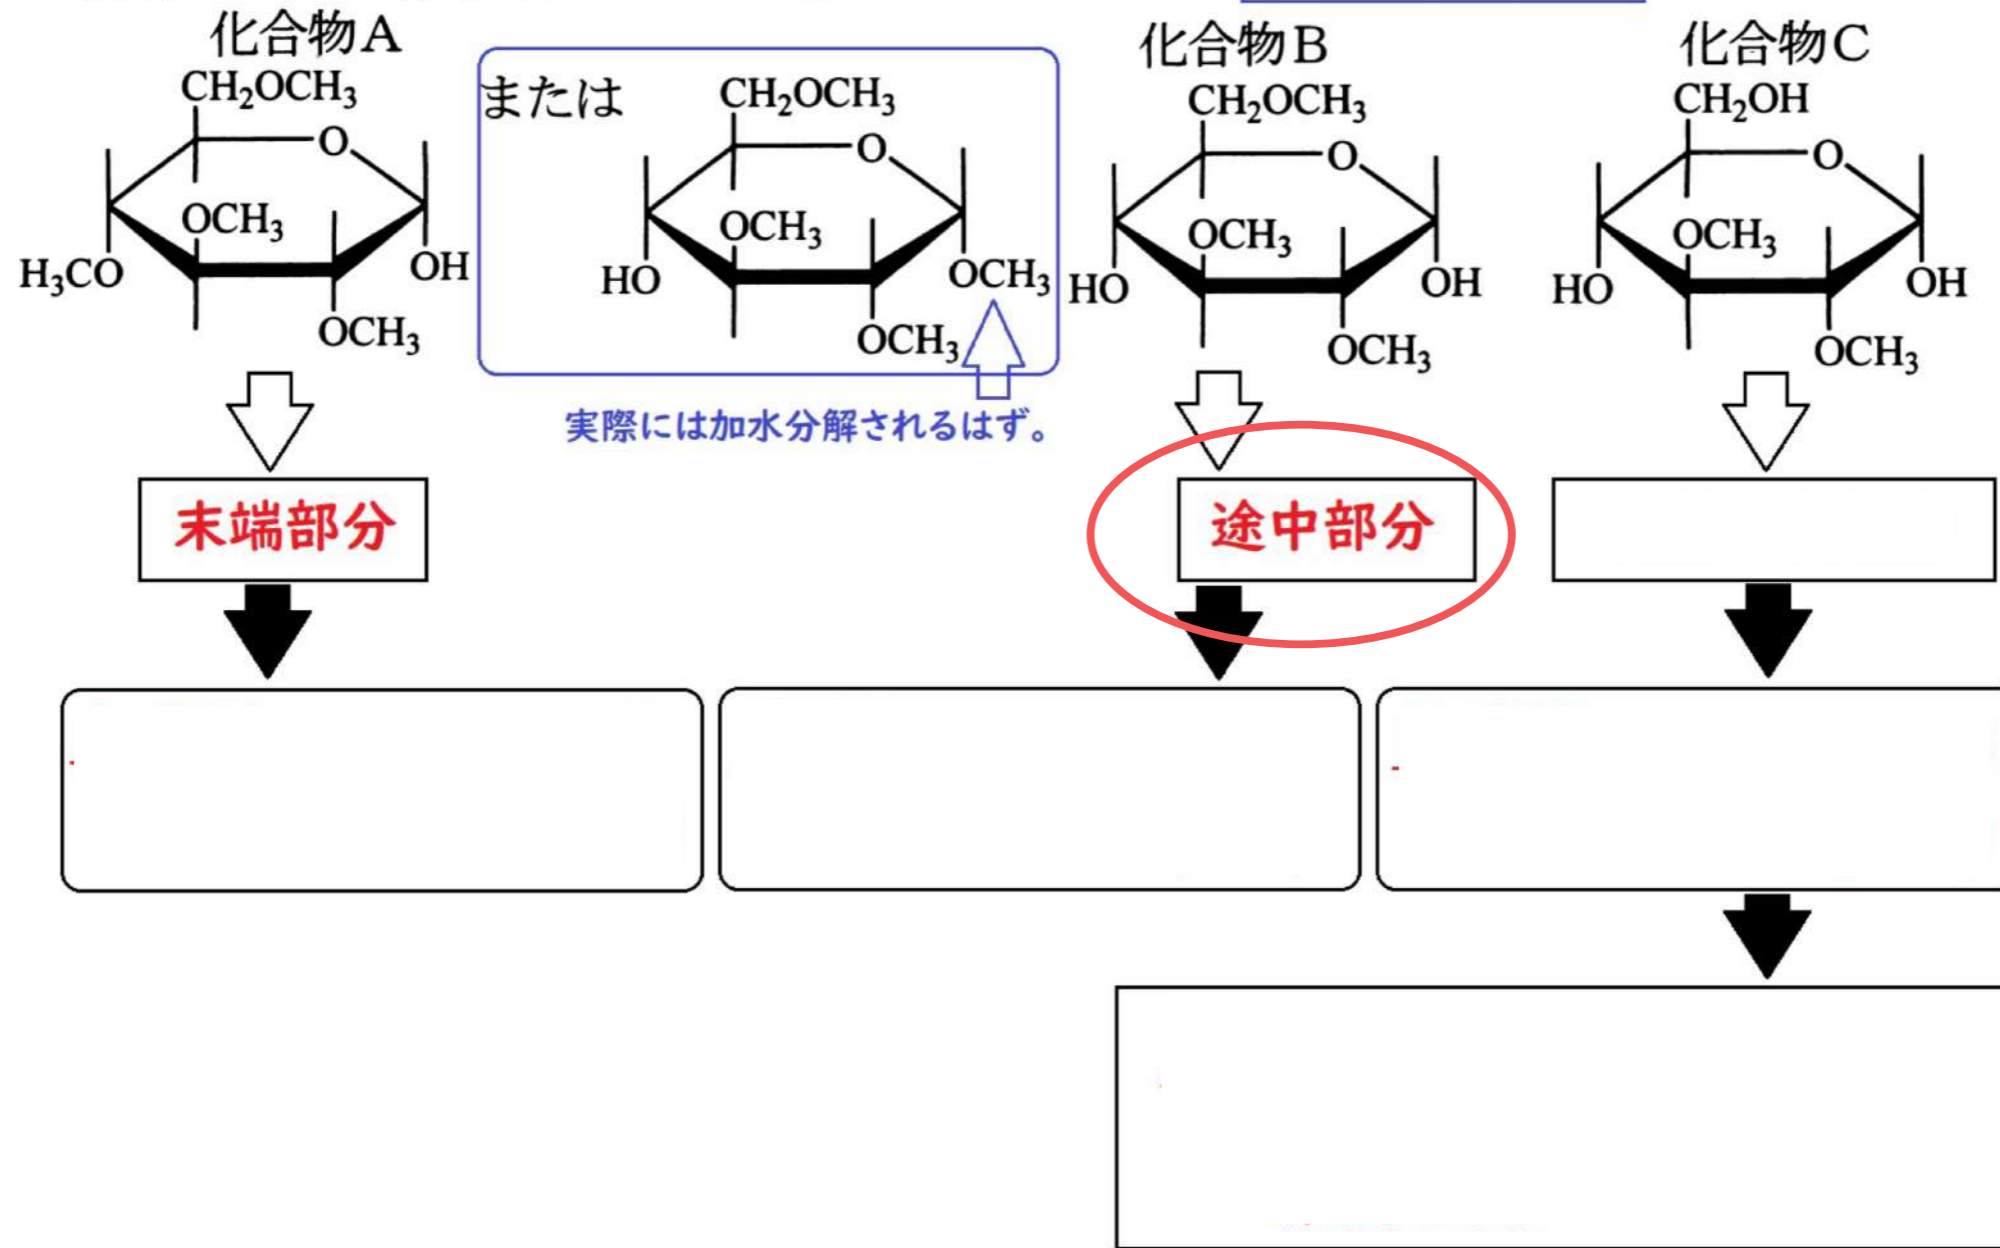 化合物A
CH₂OCH₃
O
OCH₃
H₃CO
OH
OCH₃
末端部分
または
CH₂OCH₃
O
OCH₃
HO
OCH₃
OCH₃
実際には加水分解されるはず。
化合物B
CH₂OCH₃
O
OCH₃
HO
OH
OCH₃
途中部分
化合物C
CH₂OH
O
OCH₃
HO
OH
OCH₃